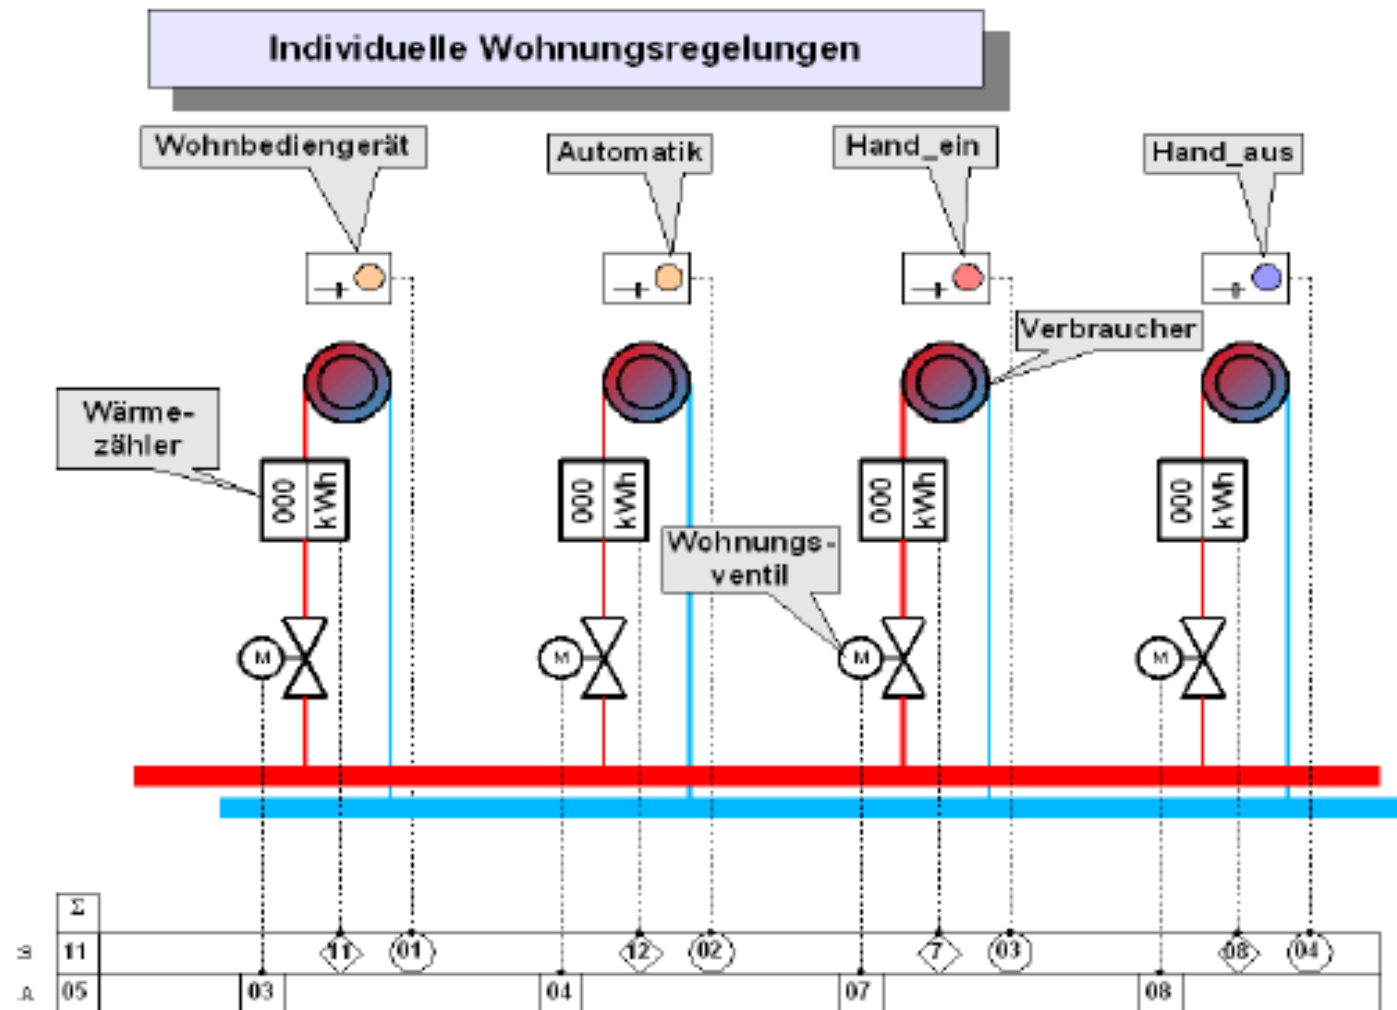 Individuelle Wohnungsregelungen
Wohnbediengerät
Automatik
Hand_ein
Hand_aus
Verbraucher
Wärme-
zähler
000
kWh
000
kWh
000
kWh
000
kWh
Wohnungs-
ventil
M
M
M
M
Σ
11 11 01 12 02 7 03 08 04
05 03 04 07 08